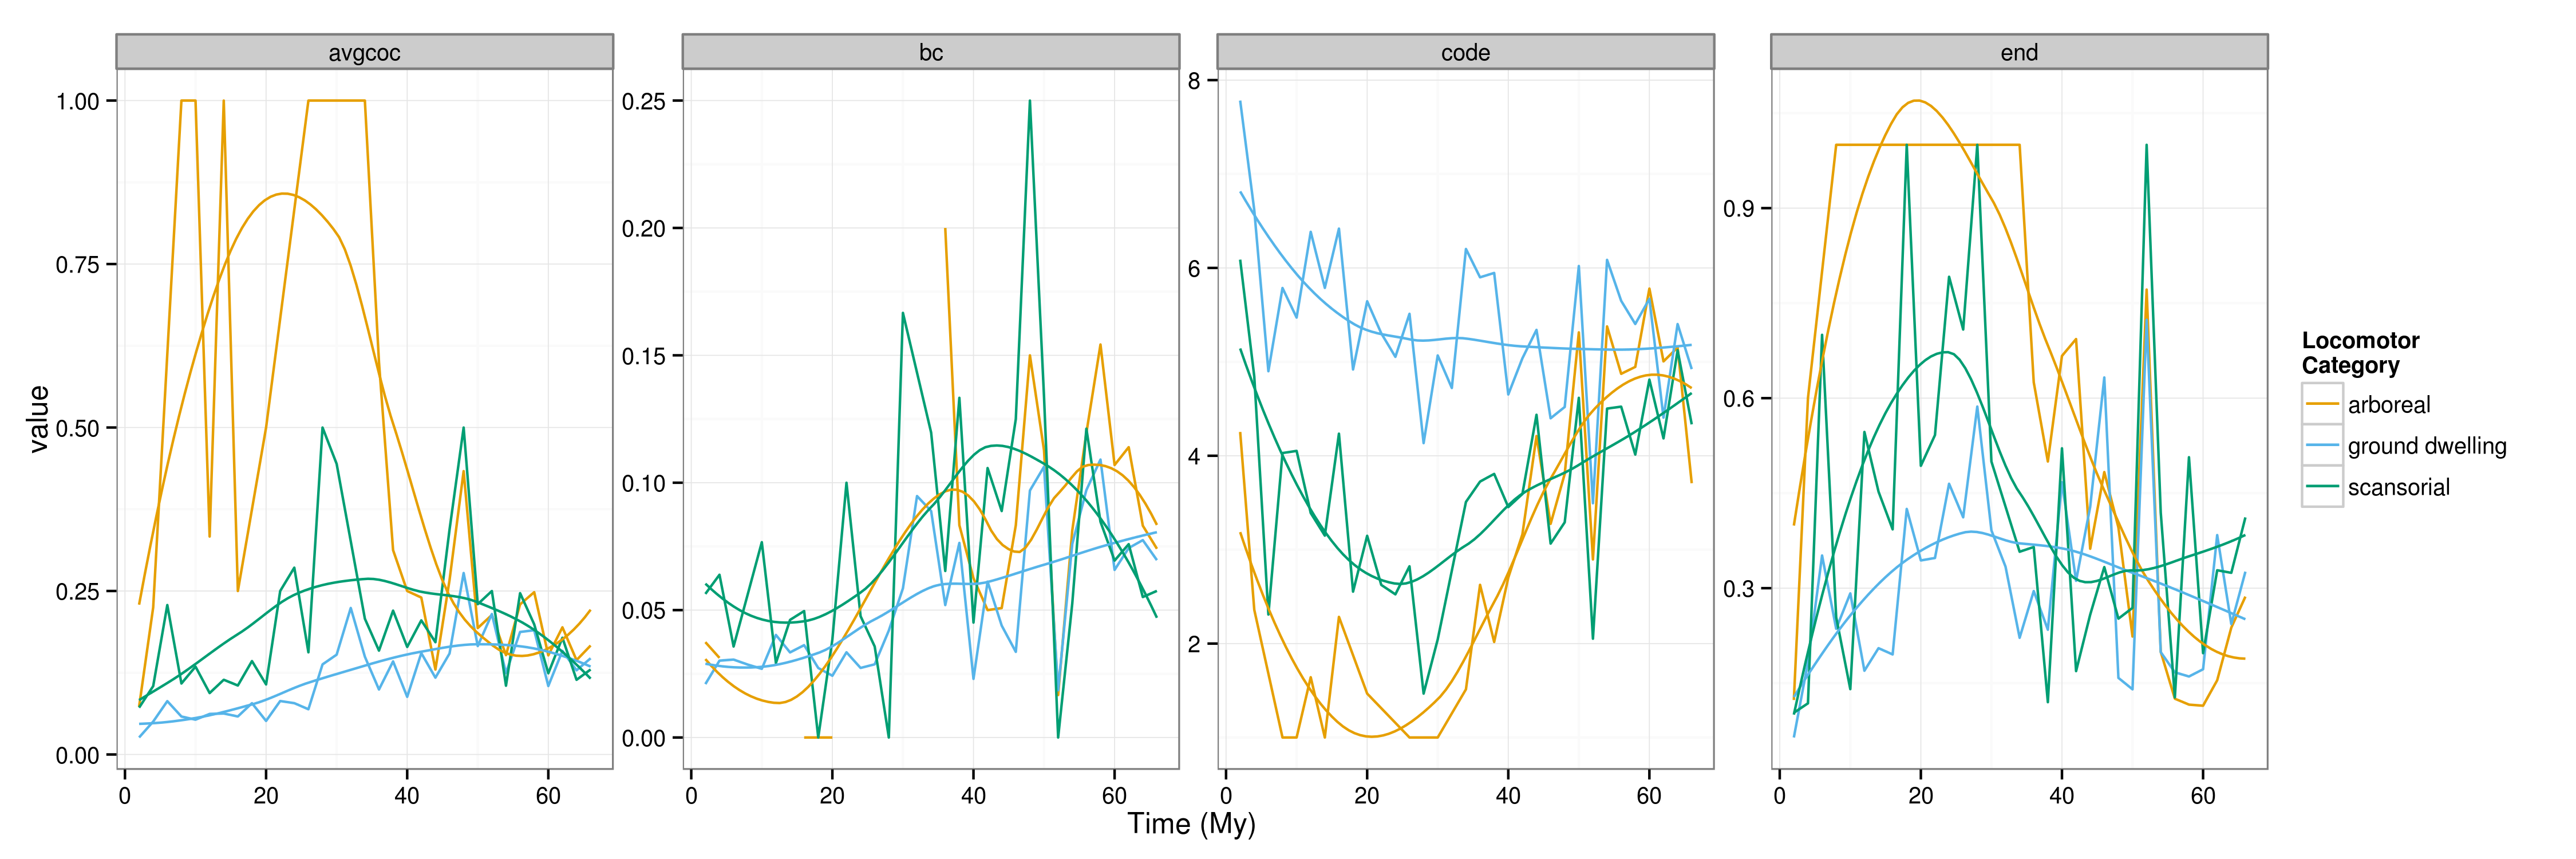 avgcoc
bc
code
end
value
1.00
0.75
0.50
0.25
0.00
0 20 40 60
0.25
0.20
0.15
0.10
0.05
0.00
0 20 40 60
8
6
4
2
0 20 40 60
0.9
0.6
0.3
0 20 40 60
Time (My)
Locomotor
Category
arboreal
ground dwelling
scansorial